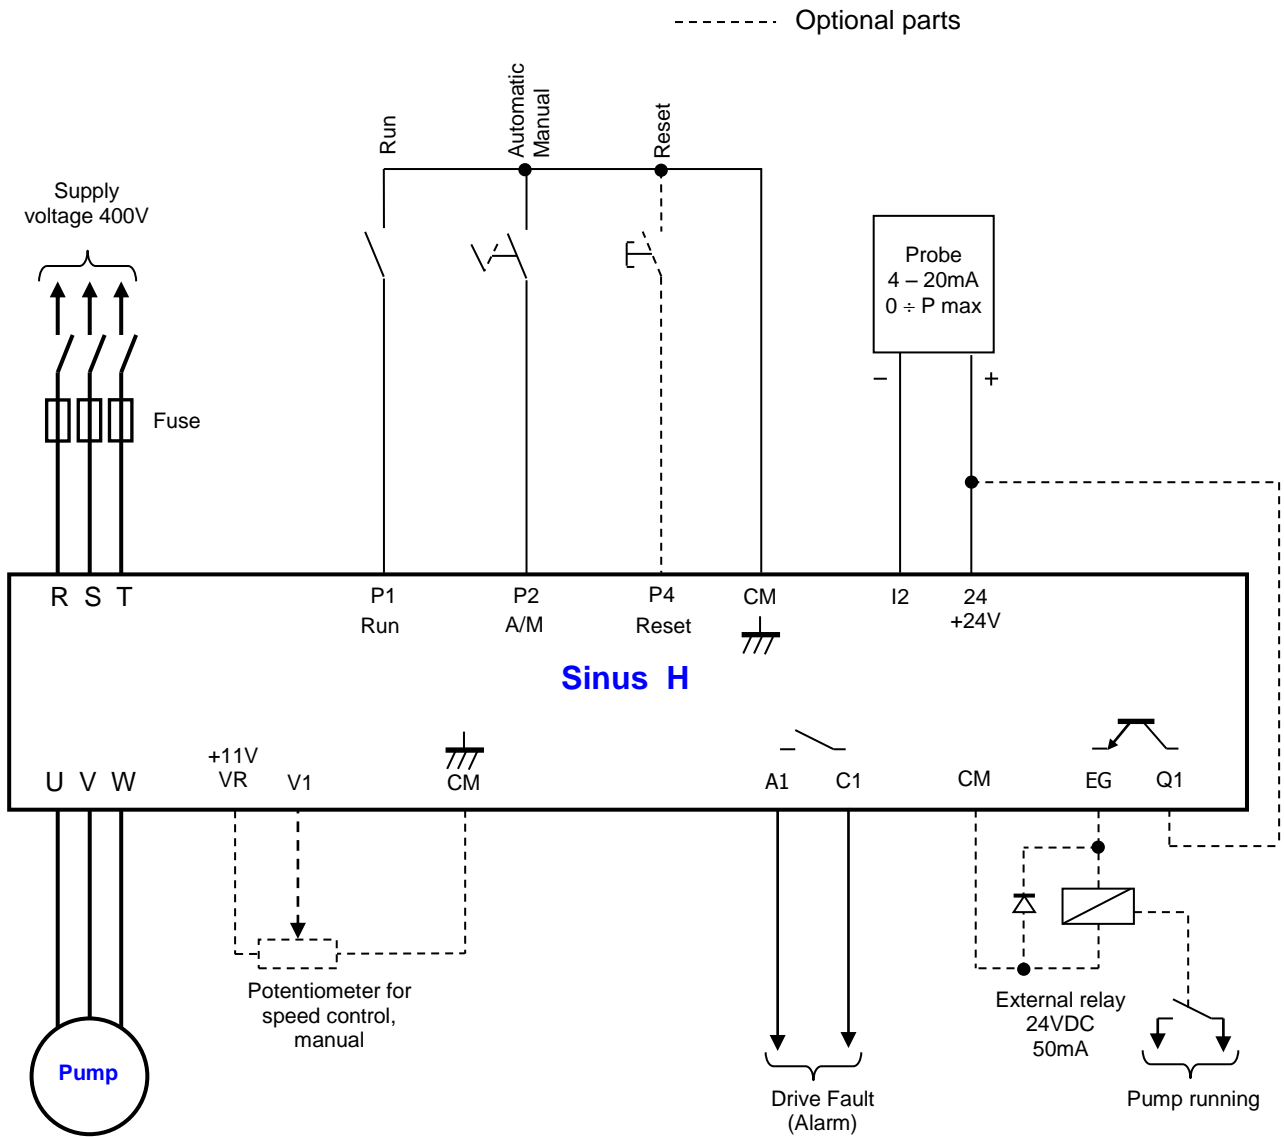 Optional parts
Run
Automatic
Manual
Reset
Supply
voltage 400V
Fuse
Probe
4 – 20mA
0 ÷ P max
–
+
R S T
P1
Run
P2
A/M
P4
Reset
CM
I2
24
+24V
Sinus H
U V W
+11V
VR
V1
CM
A1
C1
CM
EG
Q1
Potentiometer for
speed control,
manual
External relay
24VDC
50mA
Pump
Drive Fault
(Alarm)
Pump running